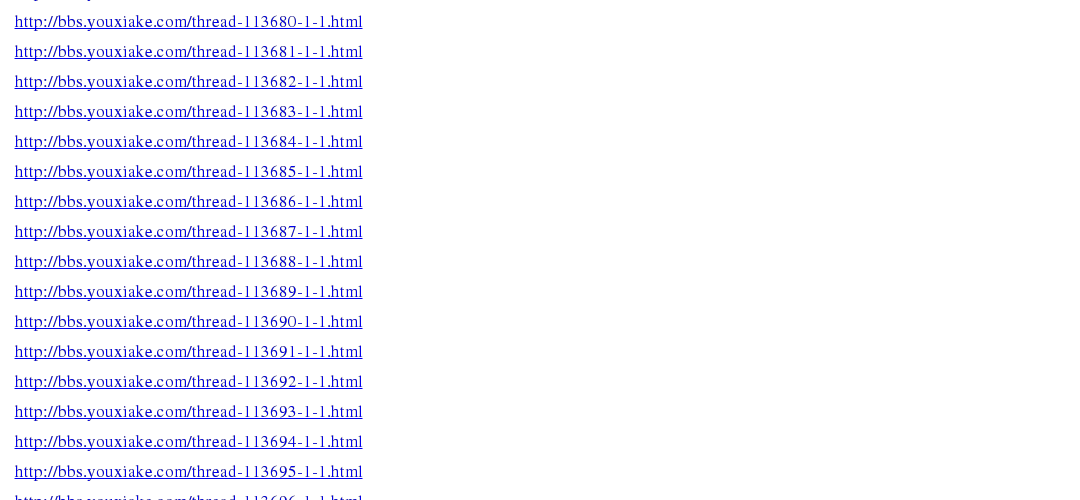 http://bbs.youxiake.com/thread-113680-1-1.html
http://bbs.youxiake.com/thread-113681-1-1.html
http://bbs.youxiake.com/thread-113682-1-1.html
http://bbs.youxiake.com/thread-113683-1-1.html
http://bbs.youxiake.com/thread-113684-1-1.html
http://bbs.youxiake.com/thread-113685-1-1.html
http://bbs.youxiake.com/thread-113686-1-1.html
http://bbs.youxiake.com/thread-113687-1-1.html
http://bbs.youxiake.com/thread-113688-1-1.html
http://bbs.youxiake.com/thread-113689-1-1.html
http://bbs.youxiake.com/thread-113690-1-1.html
http://bbs.youxiake.com/thread-113691-1-1.html
http://bbs.youxiake.com/thread-113692-1-1.html
http://bbs.youxiake.com/thread-113693-1-1.html
http://bbs.youxiake.com/thread-113694-1-1.html
http://bbs.youxiake.com/thread-113695-1-1.html